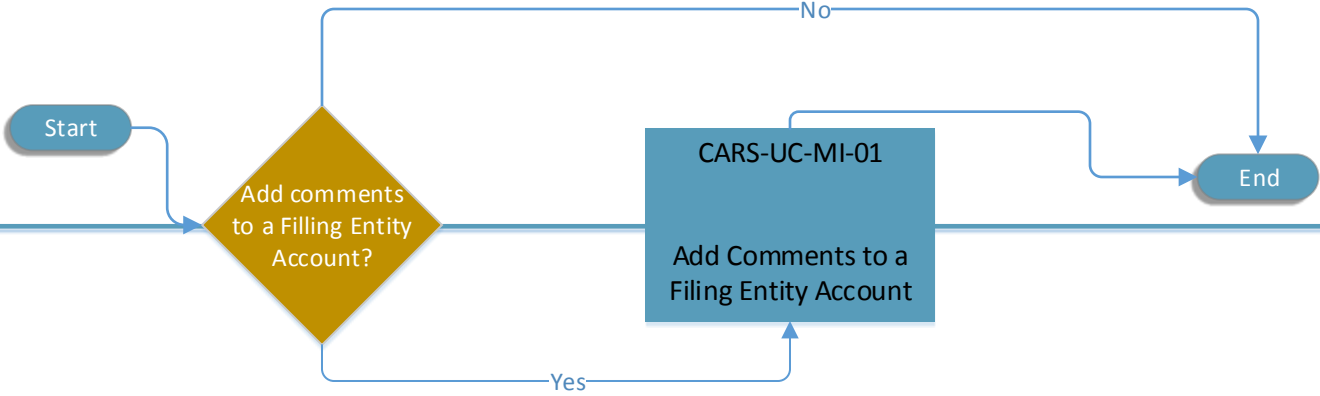 No
Start
Add comments
to a Filling Entity
Account?
CARS-UC-MI-01
Add Comments to a
Filing Entity Account
End
Yes